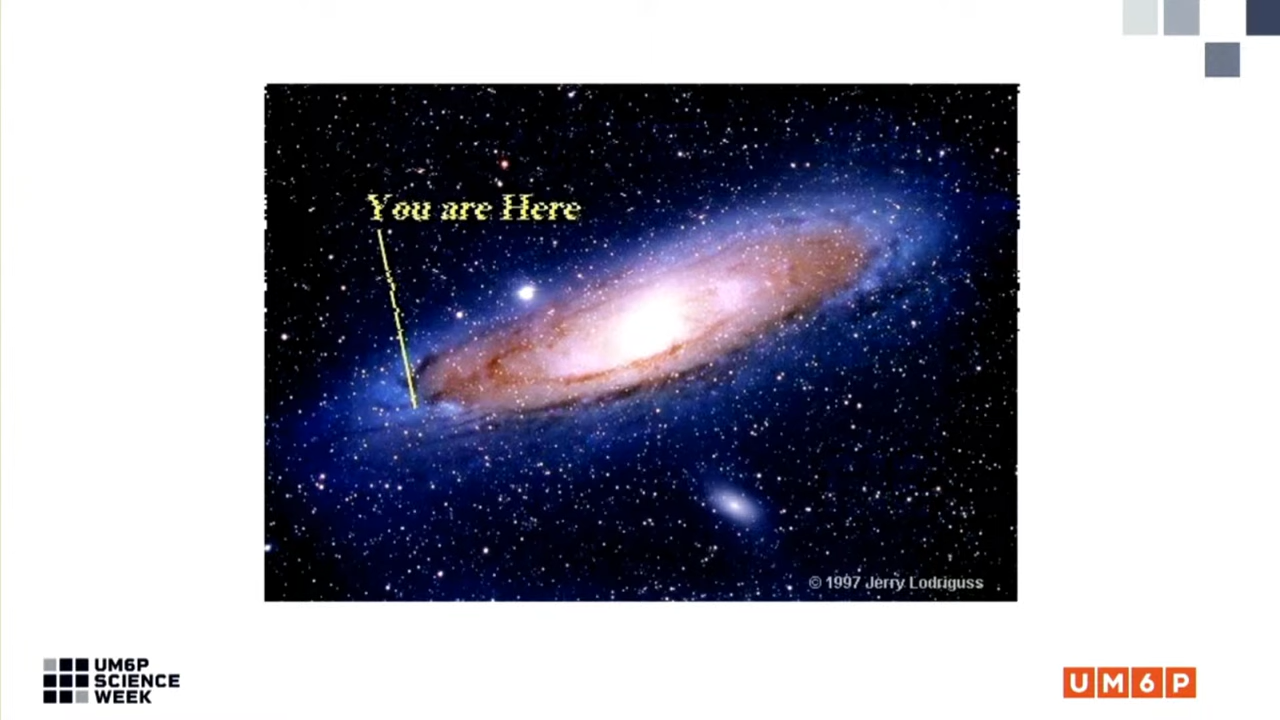 You are Here
© 1997 Jerry Lodriguss
UM6P
SCIENCE
WEEK
UM6P